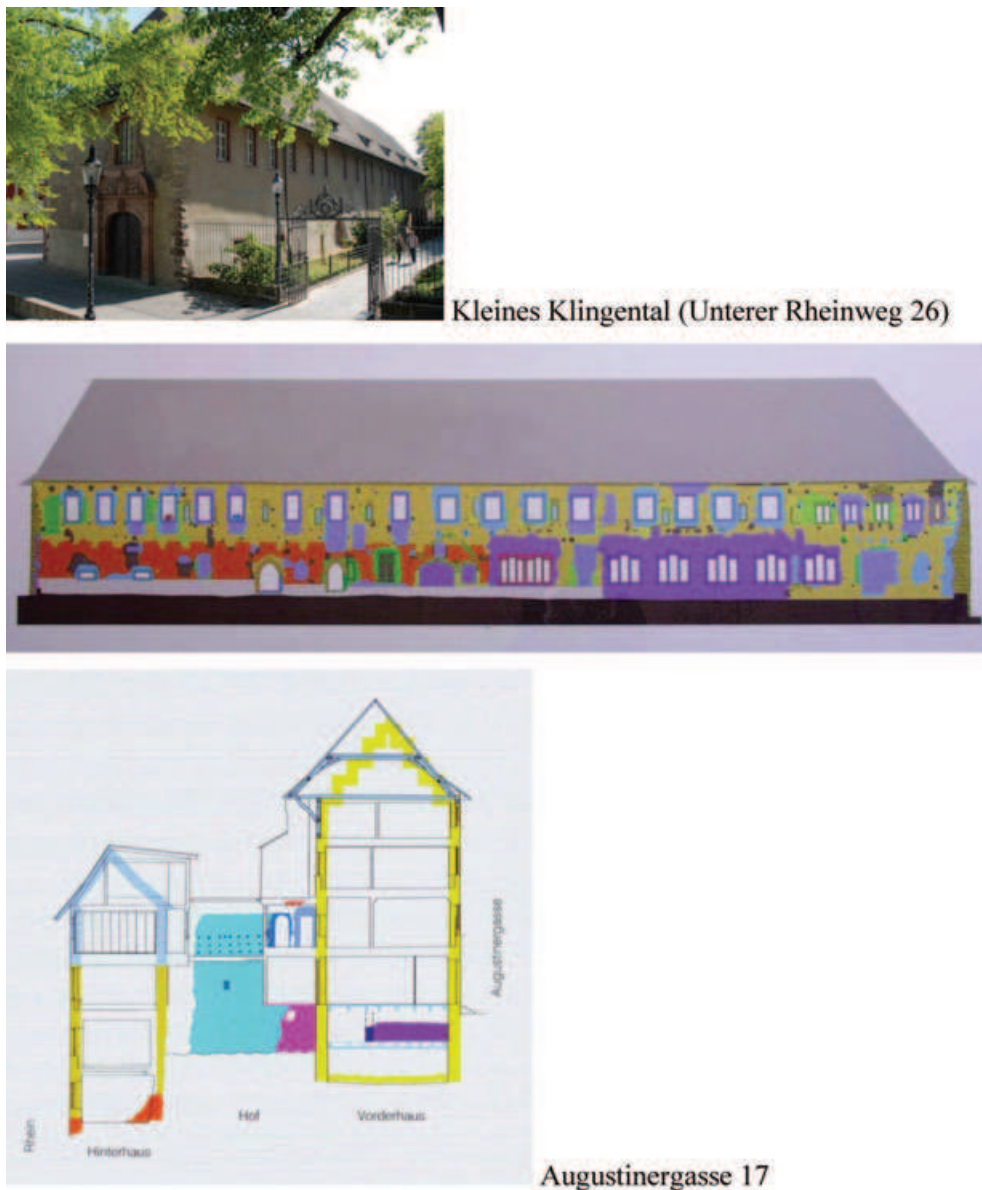 Kleines Klingental (Unterer Rheinweg 26)
Augustinergasse
Rhein
Hof
Vorderhaus
Hinterhaus
Augustinergasse 17